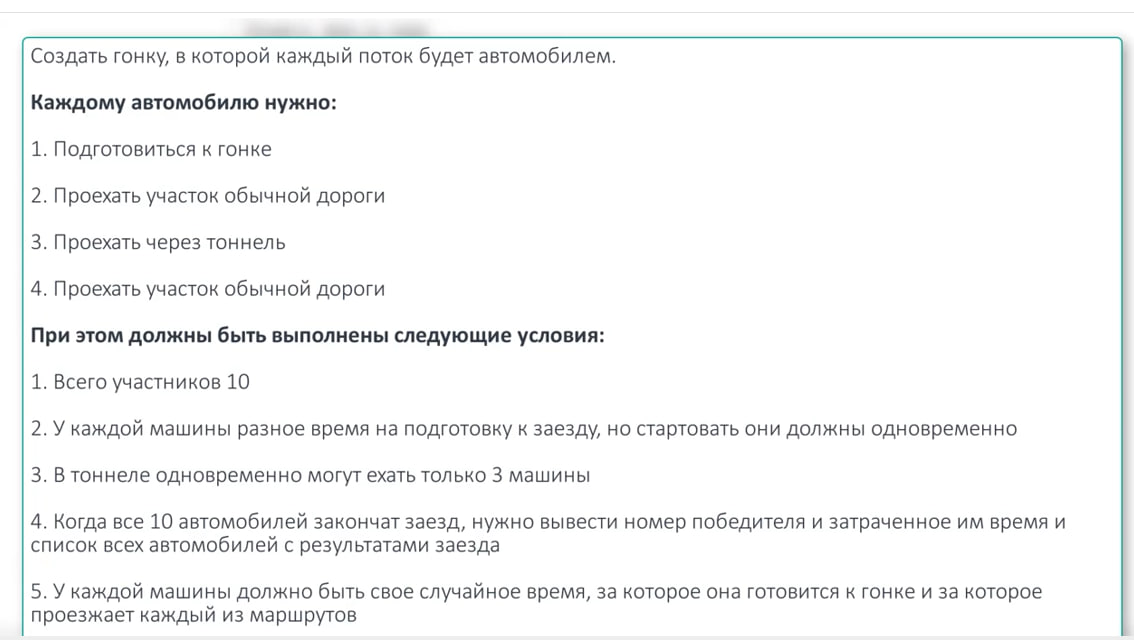 Создать гонку, в которой каждый поток будет автомобилем.
Каждому автомобилю нужно:
1. Подготовиться к гонке
2. Проехать участок обычной дороги
3. Проехать через тоннель
4. Проехать участок обычной дороги
При этом должны быть выполнены следующие условия:
1. Всего участников 10
2. У каждой машины разное время на подготовку к заезду, но стартовать они должны одновременно
3. В тоннеле одновременно могут ехать только 3 машины
4. Когда все 10 автомобилей закончат заезд, нужно вывести номер победителя и затраченное им время и
список всех автомобилей с результатами заезда
5. У каждой машины должно быть свое случайное время, за которое она готовится к гонке и за которое
проезжает каждый из маршрутов